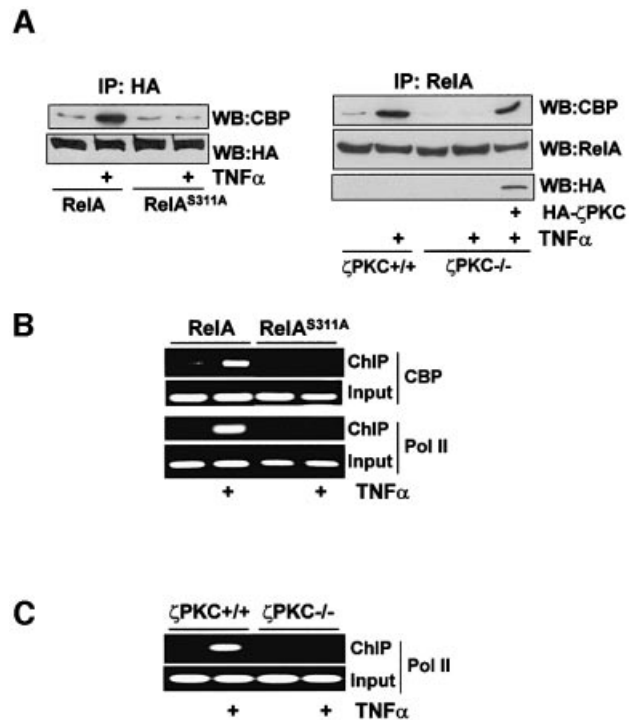 A
IP: HA
WB:CBP
WB:HA
+ + TNFα
RelA RelA^S311A
IP: RelA
WB:CBP
WB:RelA
WB:HA
+ HA-ζPKC
+ + + TNFα
ζPKC+/+ ζPKC-/-
B
RelA RelA^S311A
ChIP
Input
CBP
ChIP
Input
Pol II
+ + TNFα
C
ζPKC+/+ ζPKC-/-
ChIP
Input
Pol II
+ + TNFα